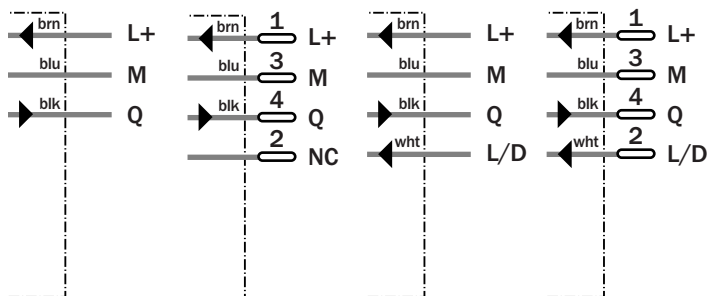 brn L+
blu M
blk Q
brn 1 L+
blu 3 M
blk 4 Q
2 NC
brn L+
blu M
blk Q
wht L/D
brn 1 L+
blu 3 M
blk 4 Q
wht 2 L/D